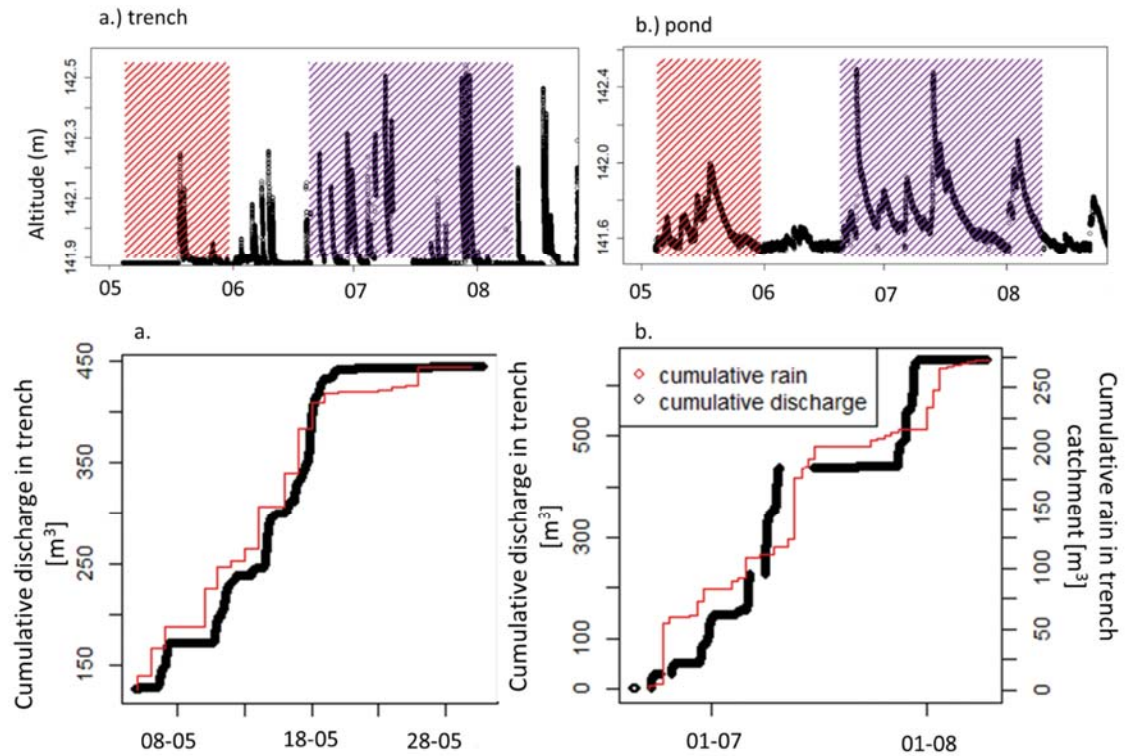 a.) trench
b.) pond
Altitude (m)
142.5
142.3
142.1
141.9
05
06
07
08
142.4
142.0
141.6
05
06
07
08
a.
b.
Cumulative discharge in trench
[m³]
450
350
250
150
08-05
18-05
28-05
Cumulative discharge in trench
[m³]
500
300
100
0
cumulative rain
cumulative discharge
01-07
01-08
250
200
150
100
50
0
Cumulative rain in trench
catchment [m³]